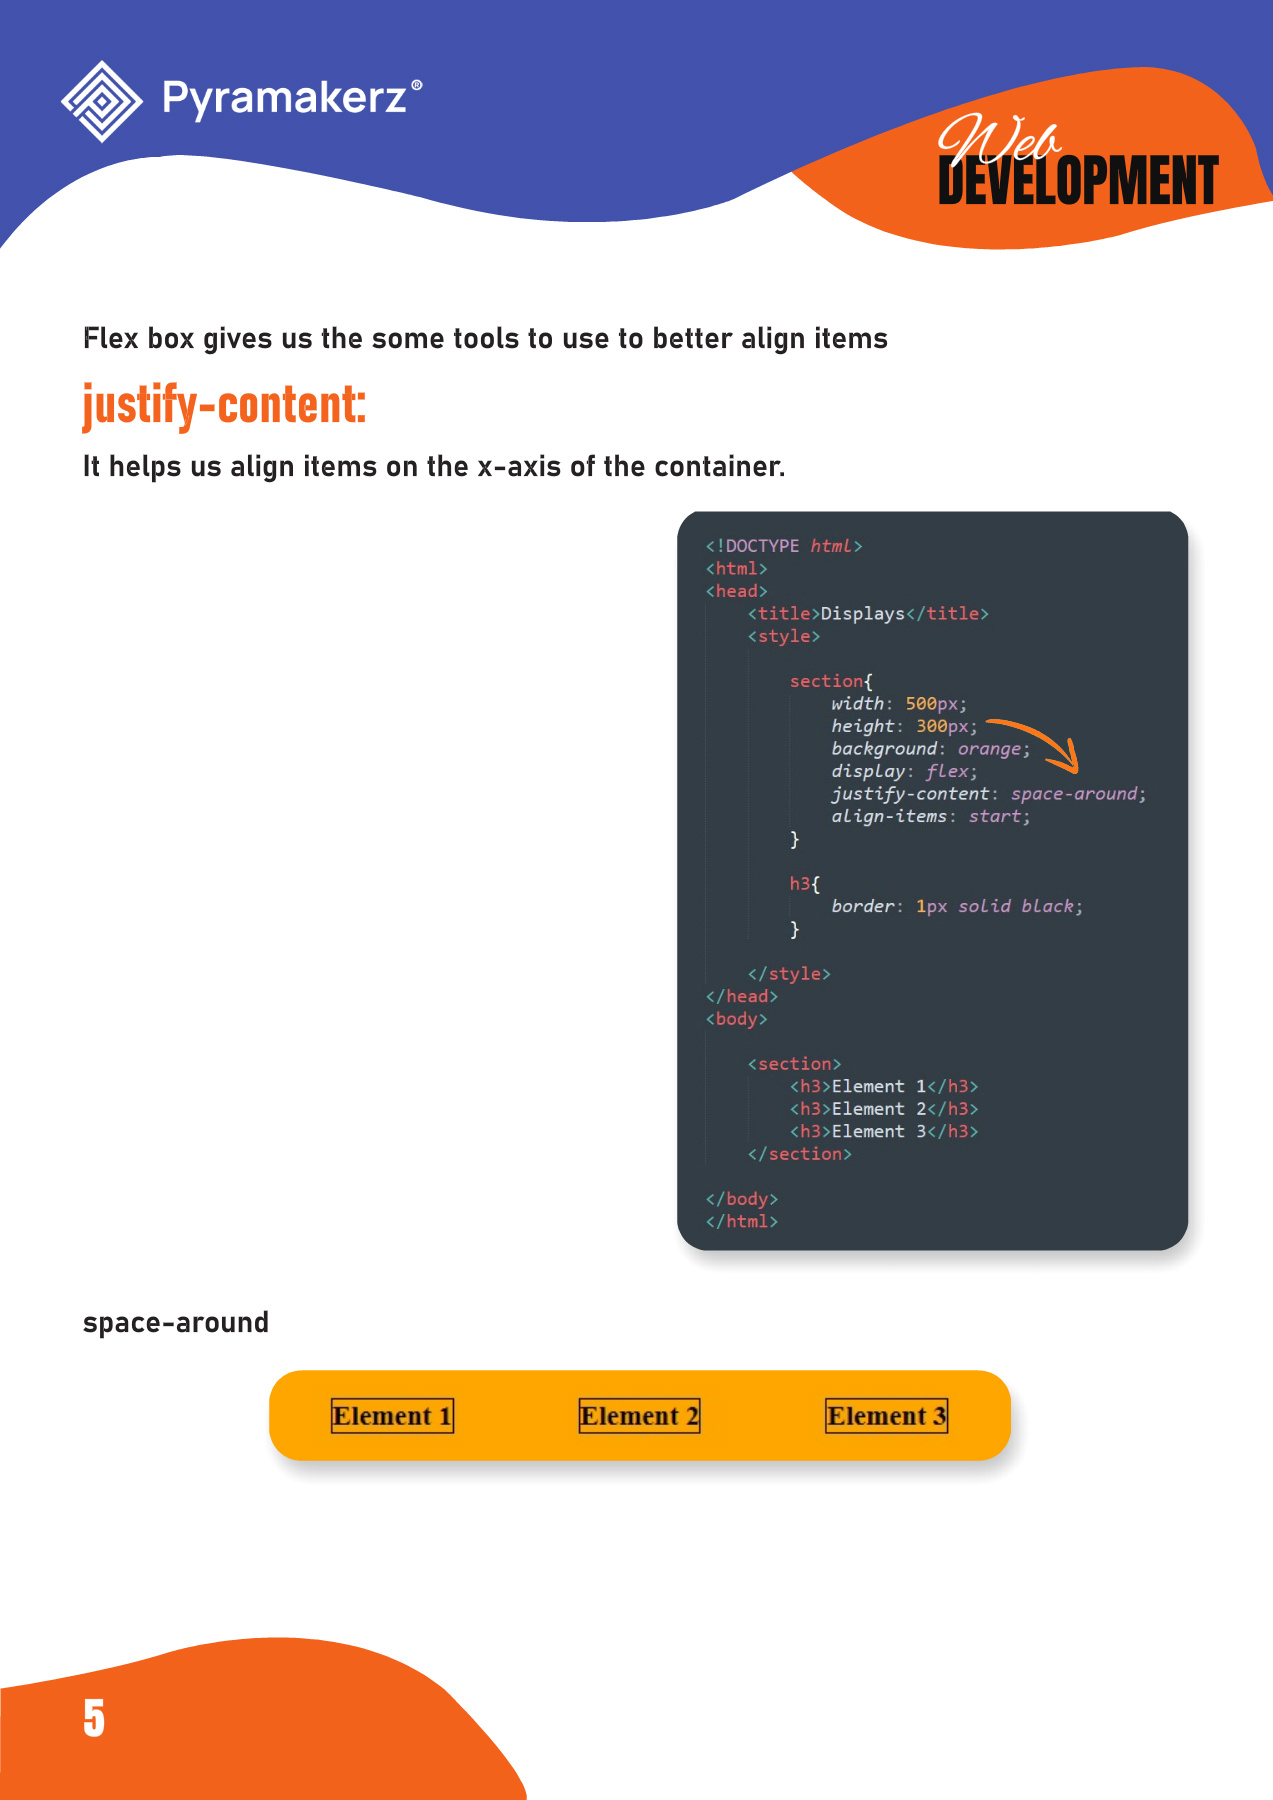 Pyramakerz®
Web
DEVELOPMENT
Flex box gives us the some tools to use to better align items
justify-content:
It helps us align items on the x-axis of the container.
<!DOCTYPE html>
<html>
<head>
    <title>Displays</title>
    <style>
        section{
            width: 500px;
            height: 300px;
            background: orange;
            display: flex;
            justify-content: space-around;
            align-items: start;
        }
        h3{
            border: 1px solid black;
        }
    </style>
</head>
<body>
    <section>
        <h3>Element 1</h3>
        <h3>Element 2</h3>
        <h3>Element 3</h3>
    </section>
</body>
</html>
space-around
Element 1 Element 2 Element 3
5